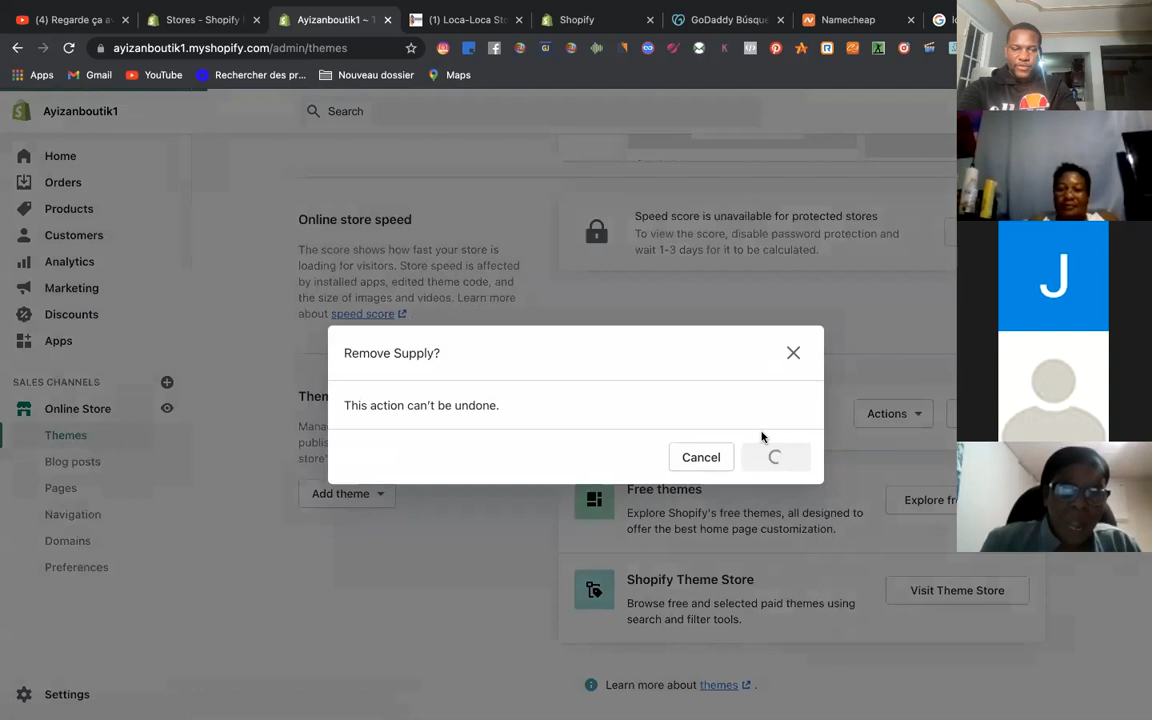 (4) Regarde ça av
Stores - Shopify
Ayizanboutik1 ~ T
(1) Loca-Loca Sto
Shopify
GoDaddy Búsque
Namecheap
ayizanboutik1.myshopify.com/admin/themes
Apps
Gmail
YouTube
Rechercher des pr...
Nouveau dossier
Maps
Ayizanboutik1
Search
Home
Orders
Products
Customers
Analytics
Marketing
Discounts
Apps
SALES CHANNELS
Online Store
Themes
Blog posts
Pages
Navigation
Domains
Preferences
Settings
Online store speed
The score shows how fast your store is
loading for visitors. Store speed is affected
by installed apps, edited theme code, and
the size of images and videos. Learn more
about speed score
Speed score is unavailable for protected stores
To view the score, disable password protection and
wait 1-3 days for it to be calculated.
Remove Supply?
This action can't be undone.
Cancel
Actions
Add theme
Free themes
Explore Shopify's free themes, all designed to
offer the best home page customization.
Explore fr
Shopify Theme Store
Browse free and selected paid themes using
search and filter tools.
Visit Theme Store
Learn more about themes .
J